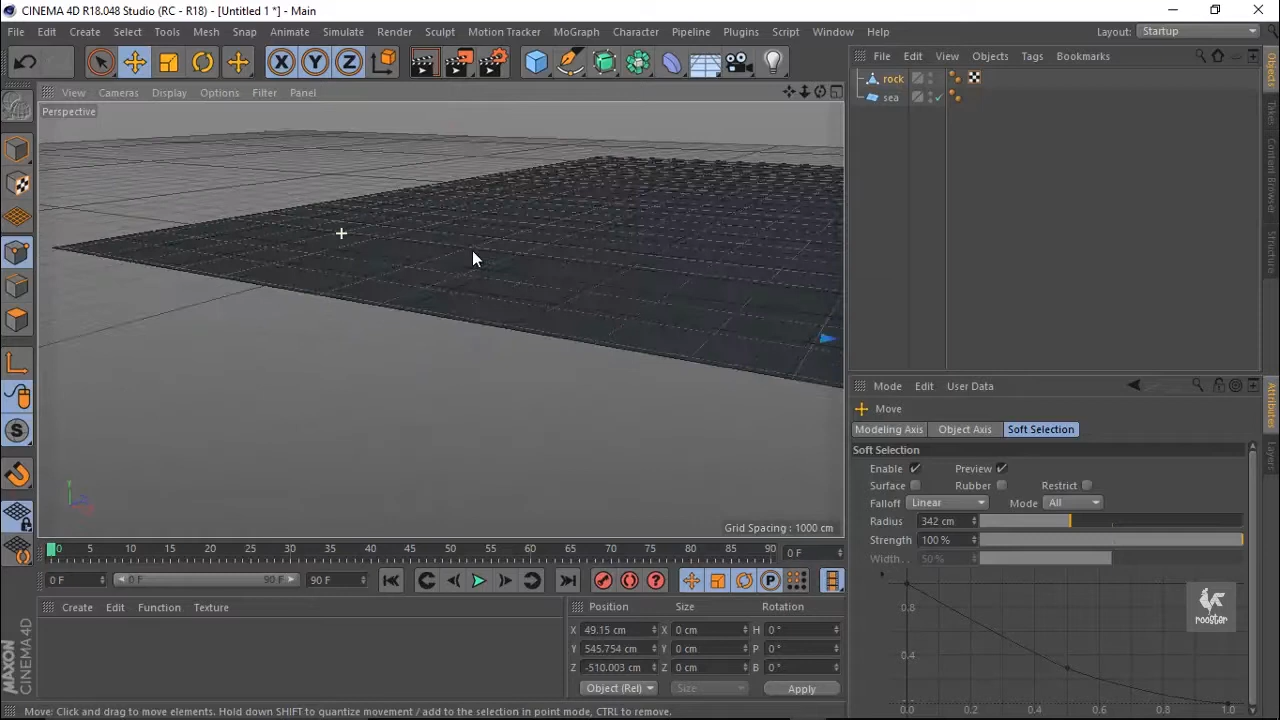 CINEMA 4D R18.048 Studio (RC - R18) - [Untitled 1 *] - Main
File Edit Create Select Tools Mesh Snap Animate Simulate Render Sculpt Motion Tracker MoGraph Character Pipeline Plugins Script Window Help Layout: Startup
X Y Z
File Edit View Objects Tags Bookmarks
rock
sea
View Cameras Display Options Filter Panel
Perspective
Grid Spacing : 1000 cm
Objects
Takes
Content Browser
Structure
Mode Edit User Data
Move
Modeling Axis Object Axis Soft Selection
Soft Selection
Enable Preview
Surface Rubber Restrict
Falloff Linear Mode All
Radius 342 cm
Strength 100 %
Width . . 50 %
0.8
0.4
0.0 0.2 0.4 0.6 0.8 1.0
rooster
Attributes
Layers
S
0 5 10 15 20 25 30 35 40 45 50 55 60 65 70 75 80 85 90 0 F
0 F 0 F 90 F 90 F
P
Create Edit Function Texture
Position Size Rotation
X 49.15 cm X 0 cm H 0 °
Y 545.754 cm Y 0 cm P 0 °
Z -510.003 cm Z 0 cm B 0 °
Object (Rel) Size Apply
MAXON
CINEMA 4D
Move: Click and drag to move elements. Hold down SHIFT to quantize movement / add to the selection in point mode, CTRL to remove.